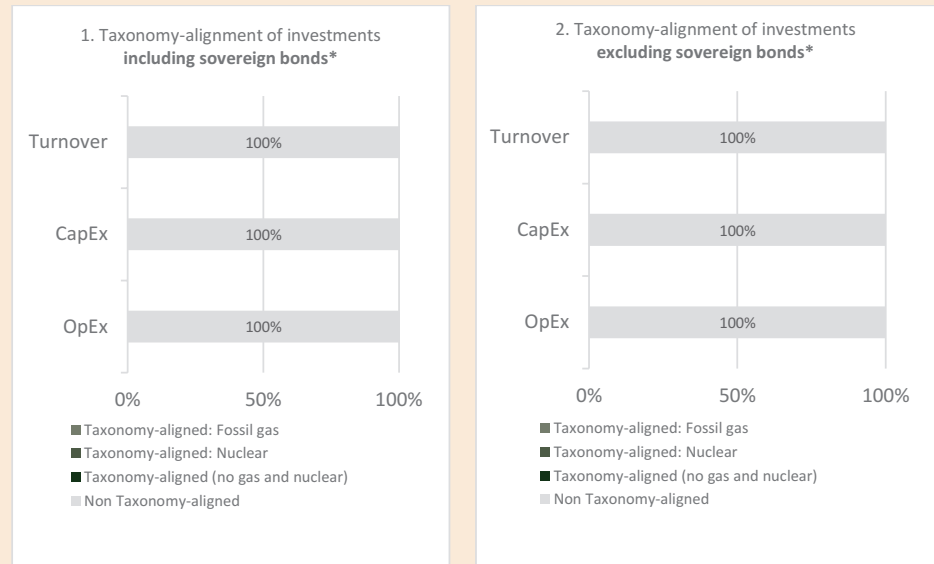 1. Taxonomy-alignment of investments
including sovereign bonds*
Turnover
100%
CapEx
100%
OpEx
100%
0%
50%
100%
Taxonomy-aligned: Fossil gas
Taxonomy-aligned: Nuclear
Taxonomy-aligned (no gas and nuclear)
Non Taxonomy-aligned
2. Taxonomy-alignment of investments
excluding sovereign bonds*
Turnover
100%
CapEx
100%
OpEx
100%
0%
50%
100%
Taxonomy-aligned: Fossil gas
Taxonomy-aligned: Nuclear
Taxonomy-aligned (no gas and nuclear)
Non Taxonomy-aligned